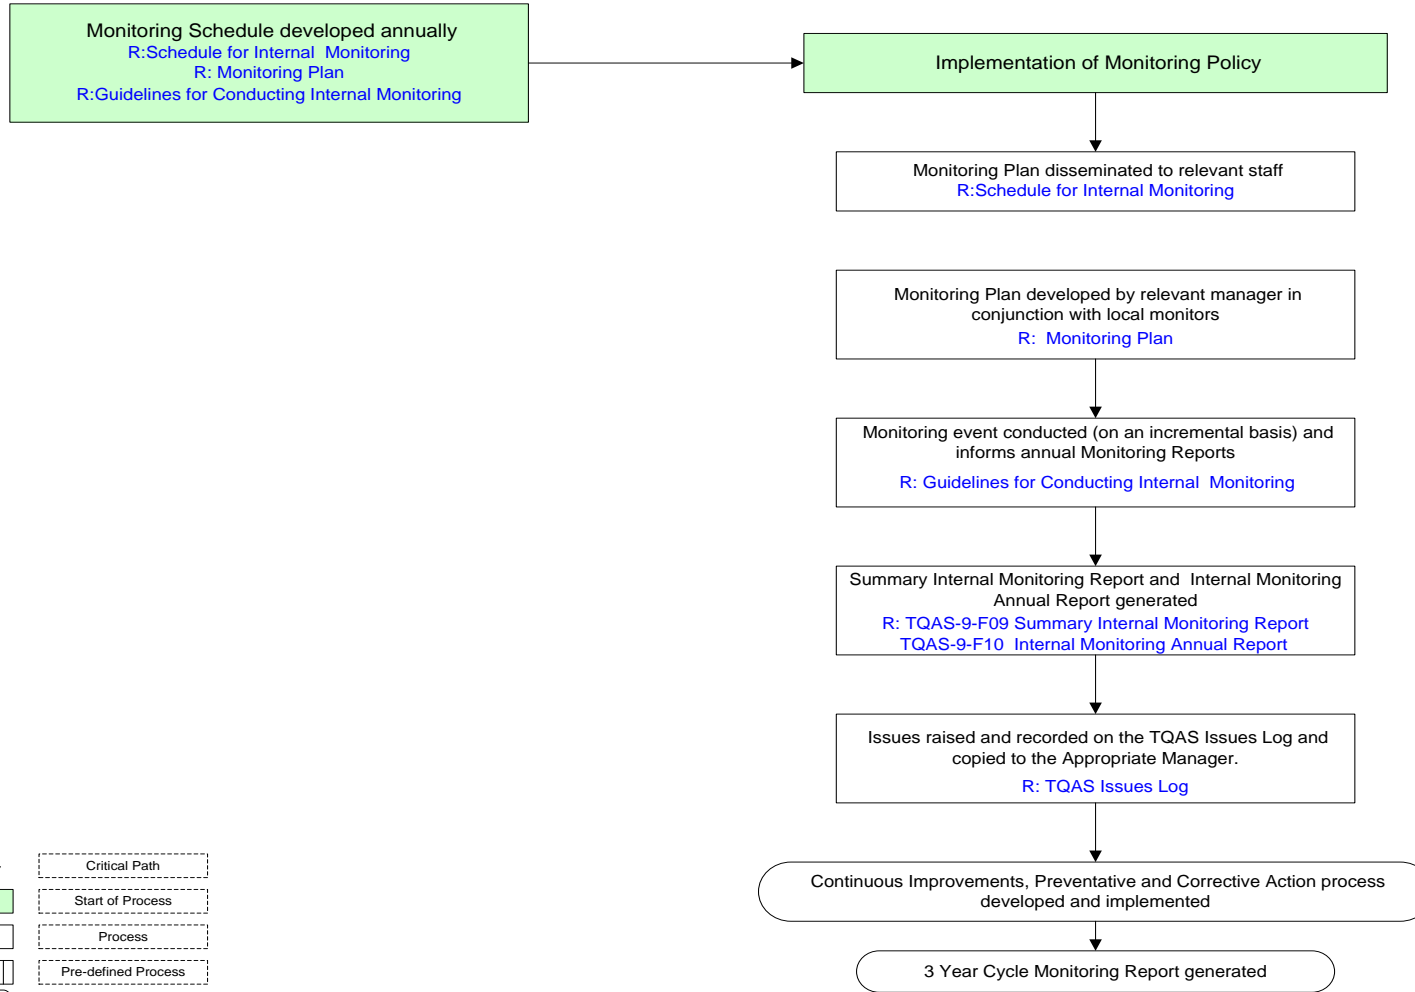 Monitoring Schedule developed annually
R:Schedule for Internal Monitoring
R: Monitoring Plan
R:Guidelines for Conducting Internal Monitoring
Implementation of Monitoring Policy
Monitoring Plan disseminated to relevant staff
R:Schedule for Internal Monitoring
Monitoring Plan developed by relevant manager in
conjunction with local monitors
R: Monitoring Plan
Monitoring event conducted (on an incremental basis) and
informs annual Monitoring Reports
R: Guidelines for Conducting Internal Monitoring
Summary Internal Monitoring Report and Internal Monitoring
Annual Report generated
R: TQAS-9-F09 Summary Internal Monitoring Report
TQAS-9-F10 Internal Monitoring Annual Report
Issues raised and recorded on the TQAS Issues Log and
copied to the Appropriate Manager.
R: TQAS Issues Log
Continuous Improvements, Preventative and Corrective Action process
developed and implemented
3 Year Cycle Monitoring Report generated
Critical Path
Start of Process
Process
Pre-defined Process